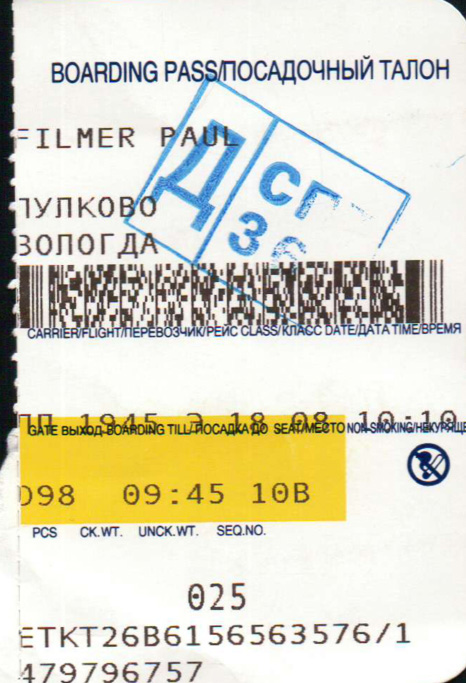 BOARDING PASS/ПОСАДОЧНЫЙ ТАЛОН
FILMER PAUL
Д
ПУЛКОВО
36
ВОЛОГДА
CARRIER/FLIGHT/ПЕРЕВОЗЧИК/РЕЙС CLASS/КЛАСС DATE/ДАТА TIME/ВРЕМЯ
1945 Э 18 08 10:10
GATE ВЫХОД BOARDING TILL/ПОСАДКА ДО SEAT/МЕСТО NON-SMOKING/НЕКУРЯЩЕ
D98 09:45 10B
PCS CK.WT. UNCK.WT. SEQ.NO.
025
ETKT26B6156563576/1
479796757